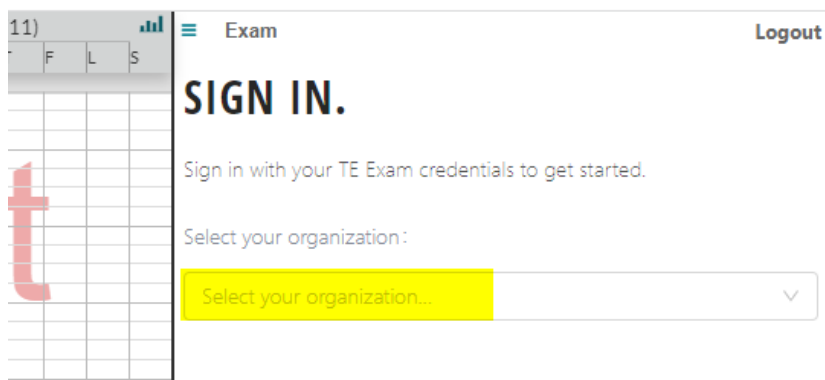 11)
Exam
Logout
F L S
SIGN IN.
Sign in with your TE Exam credentials to get started.
Select your organization:
Select your organization...
t